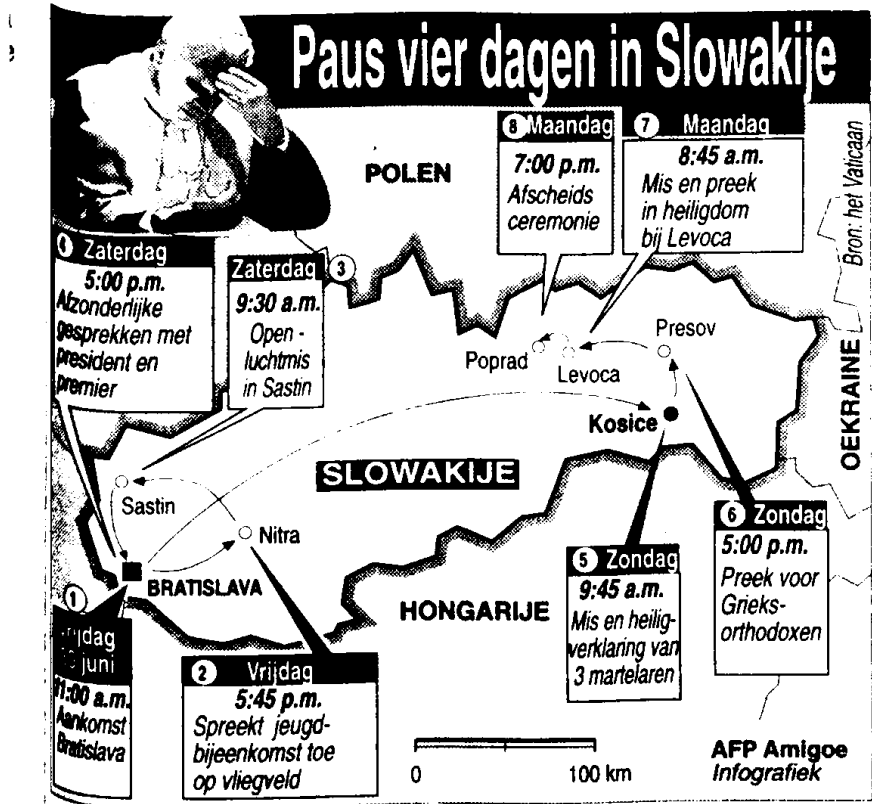 Paus vier dagen in Slowakije
8 Maandag
7:00 p.m.
Afscheids
ceremonie
7 Maandag
8:45 a.m.
Mis en preek
in heiligdom
bij Levoca
Bron: het Vaticaan
POLEN
4 Zaterdag
5:00 p.m.
Afzonderlijke
gesprekken met
president en
premier
Zaterdag 3
9:30 a.m.
Open -
luchtmis
in Sastin
Poprad
Levoca
Presov
Kosice
OEKRAINE
SLOWAKIJE
Sastin
Nitra
BRATISLAVA
HONGARIJE
1
juni
11:00 a.m.
Aankomst
Bratislava
2 Vrijdag
5:45 p.m.
Spreekt jeugd-
bijeenkomst toe
op vliegveld
5 Zondag
9:45 a.m.
Mis en heilig-
verklaring van
3 martelaren
6 Zondag
5:00 p.m.
Preek voor
Grieks-
orthodoxen
0 100 km
AFP Amigoe
Infografiek